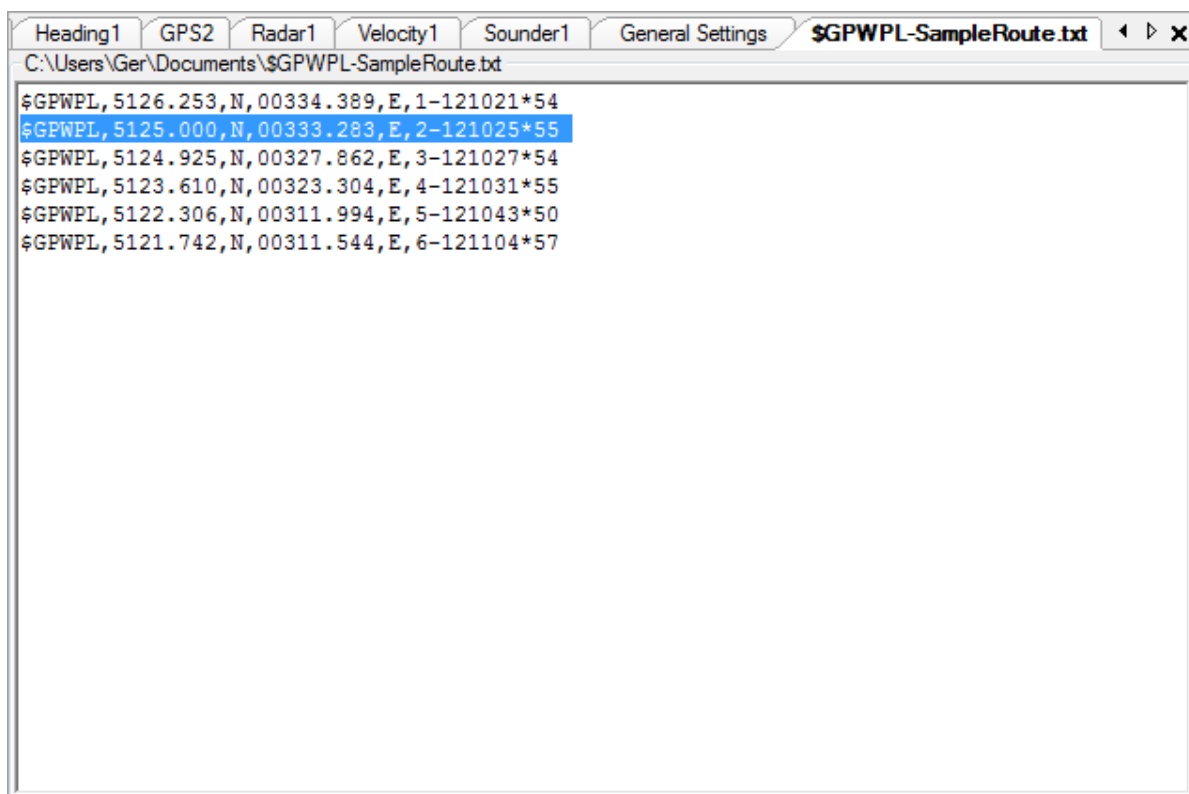 Heading1 GPS2 Radar1 Velocity1 Sounder1 General Settings $GPWPL-SampleRoute.txt
C:\Users\Ger\Documents\$GPWPL-SampleRoute.txt
$GPWPL,5126.253,N,00334.389,E,1-121021*54
$GPWPL,5125.000,N,00333.283,E,2-121025*55
$GPWPL,5124.925,N,00327.862,E,3-121027*54
$GPWPL,5123.610,N,00323.304,E,4-121031*55
$GPWPL,5122.306,N,00311.994,E,5-121043*50
$GPWPL,5121.742,N,00311.544,E,6-121104*57